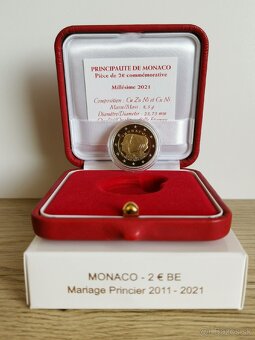 PRINCIPAUTE DE MONACO
Pièce de 2€ commémorative
Millésime 2021
Composition : Cu Zn Ni et Cu Ni
Masse/Mass : 8,5 g
Diamètre/Diameter : 25,75 mm
MONACO
MONACO - 2 € BE
Mariage Princier 2011 - 2021